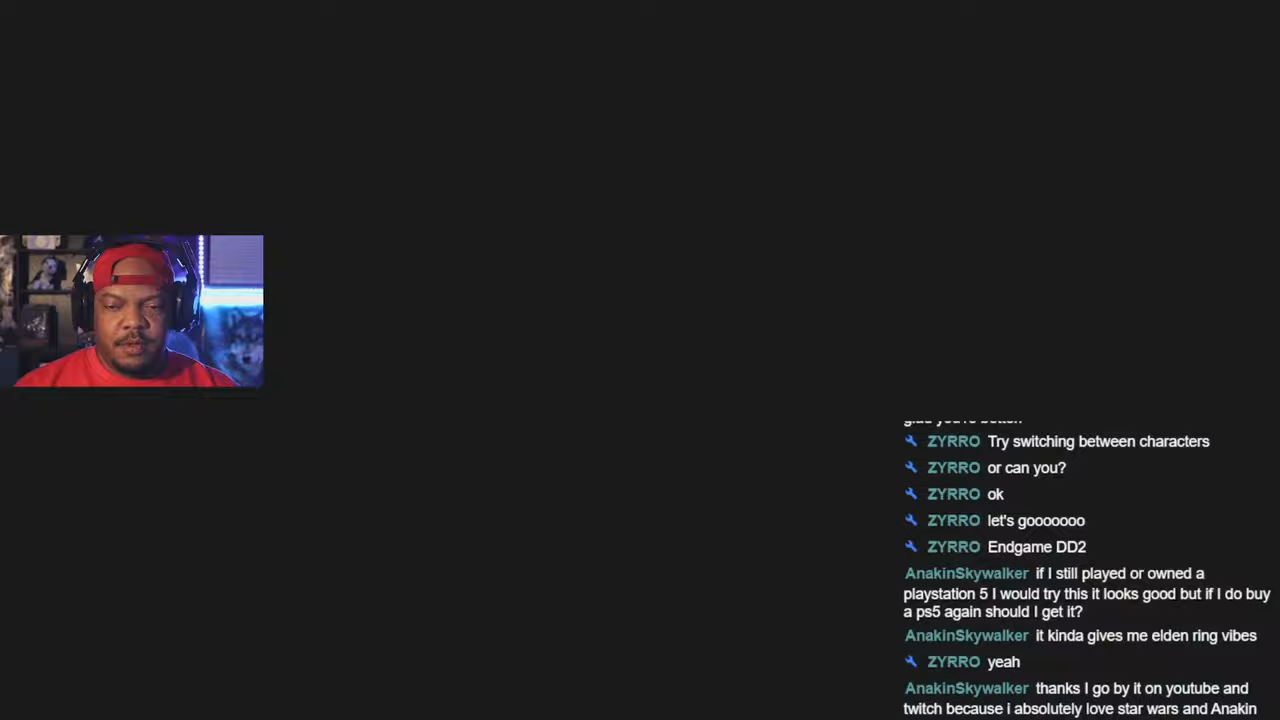 ZYRRO Try switching between characters
ZYRRO or can you?
ZYRRO ok
ZYRRO let's gooooooo
ZYRRO Endgame DD2
AnakinSkywalker if I still played or owned a
playstation 5 I would try this it looks good but if I do buy
a ps5 again should I get it?
AnakinSkywalker it kinda gives me elden ring vibes
ZYRRO yeah
AnakinSkywalker thanks I go by it on youtube and
twitch because i absolutely love star wars and Anakin